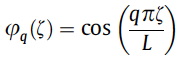 φ_q(ζ) = cos (qπζ / L)